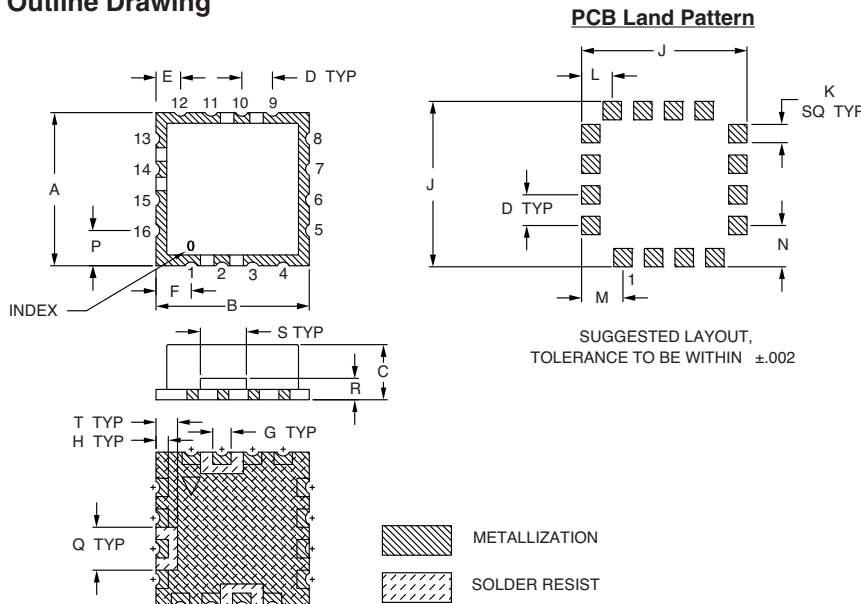 Outline Drawing
PCB Land Pattern
E
D TYP
12 11 10 9
13
14
15
16
8
7
6
5
A
P
0
1 2 3 4
F
B
INDEX
J
L
K
SQ TYP
J
D TYP
N
M
1
SUGGESTED LAYOUT,
TOLERANCE TO BE WITHIN ±.002
S TYP
C
R
T TYP
H TYP
G TYP
Q TYP
METALLIZATION
SOLDER RESIST